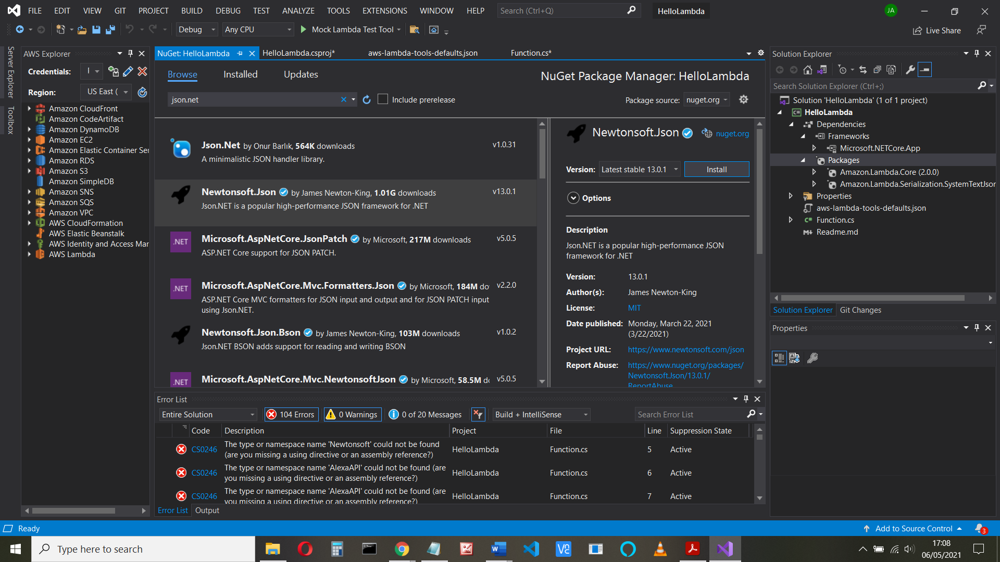 FILE EDIT VIEW GIT PROJECT BUILD DEBUG TEST ANALYZE TOOLS EXTENSIONS WINDOW HELP Search (Ctrl+Q) HelloLambda JA
Debug Any CPU Mock Lambda Test Tool Live Share
Server Explorer
Toolbox
AWS Explorer
Credentials:
Region: US East (
Amazon CloudFront
Amazon CodeArtifact
Amazon DynamoDB
Amazon EC2
Amazon Elastic Container Ser
Amazon RDS
Amazon S3
Amazon SimpleDB
Amazon SNS
Amazon SQS
Amazon VPC
AWS CloudFormation
AWS Elastic Beanstalk
AWS Identity and Access Mar
AWS Lambda
NuGet: HelloLambda HelloLambda.csproj* aws-lambda-tools-defaults.json Function.cs*
Browse Installed Updates NuGet Package Manager: HelloLambda
json.net Include prerelease Package source: nuget.org
Json.Net by Onur Barlık, 564K downloads v1.0.31
A minimalistic JSON handler library.
Newtonsoft.Json by James Newton-King, 1.01G downloads v13.0.1
Json.NET is a popular high-performance JSON framework for .NET
.NET Microsoft.AspNetCore.JsonPatch by Microsoft, 217M downloads v5.0.5
ASP.NET Core support for JSON PATCH.
.NET Microsoft.AspNetCore.Mvc.Formatters.Json by Microsoft, 184M do v2.2.0
ASP.NET Core MVC formatters for JSON input and output and for JSON PATCH input
using Json.NET.
Newtonsoft.Json.Bson by James Newton-King, 103M downloads v1.0.2
Json.NET BSON adds support for reading and writing BSON
.NET Microsoft.AspNetCore.Mvc.NewtonsoftJson by Microsoft, 58.5M dc v5.0.5
Newtonsoft.Json nuget.org
Version: Latest stable 13.0.1 Install
Options
Description
Json.NET is a popular high-performance JSON
framework for .NET
Version: 13.0.1
Author(s): James Newton-King
License: MIT
Date published: Monday, March 22, 2021
(3/22/2021)
Project URL: https://www.newtonsoft.com/json
Report Abuse: https://www.nuget.org/packages/
Newtonsoft.Json/13.0.1/
ReportAbuse
Error List
Entire Solution 104 Errors 0 Warnings 0 of 20 Messages Build + IntelliSense Search Error List
Code Description Project File Line Suppression State
CS0246 The type or namespace name 'Newtonsoft' could not be found HelloLambda Function.cs 5 Active
(are you missing a using directive or an assembly reference?)
CS0246 The type or namespace name 'AlexaAPI' could not be found (are HelloLambda Function.cs 6 Active
you missing a using directive or an assembly reference?)
CS0246 The type or namespace name 'AlexaAPI' could not be found (are HelloLambda Function.cs 7 Active
you missing a using directive or an assembly reference?)
Error List Output
Solution Explorer
Search Solution Explorer (Ctrl+;)
Solution 'HelloLambda' (1 of 1 project)
C# HelloLambda
Dependencies
Frameworks
Microsoft.NETCore.App
Packages
Amazon.Lambda.Core (2.0.0)
Amazon.Lambda.Serialization.SystemTextJson
Properties
aws-lambda-tools-defaults.json
C# Function.cs
M↓ Readme.md
Solution Explorer Git Changes
Properties
Ready Add to Source Control 3
Type here to search
17:08
06/05/2021